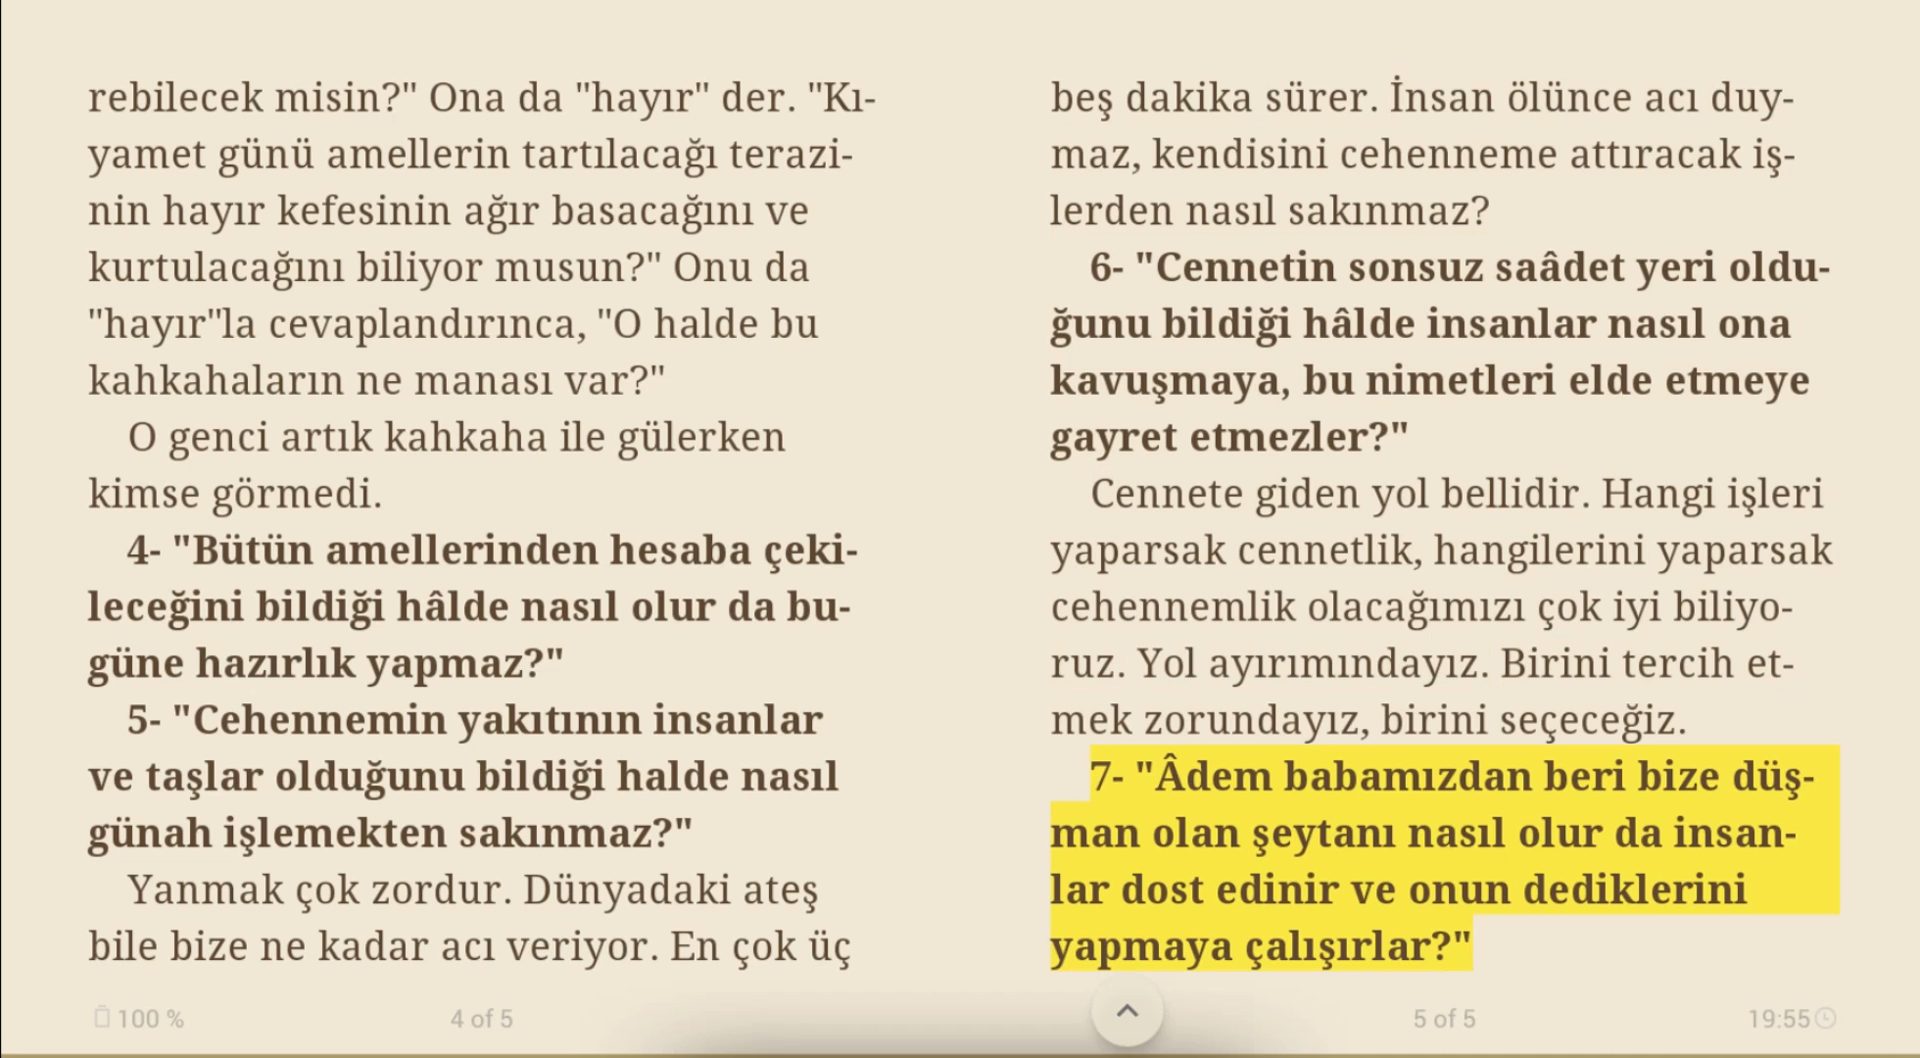 rebilecek misin?" Ona da "hayır" der. "Kı-
yamet günü amellerin tartılacağı terazi-
nin hayır kefesinin ağır basacağını ve
kurtulacağını biliyor musun?" Onu da
"hayır"la cevaplandırınca, "O halde bu
kahkahaların ne manası var?"
O genci artık kahkaha ile gülerken
kimse görmedi.
4- "Bütün amellerinden hesaba çeki-
leceğini bildiği hâlde nasıl olur da bu-
güne hazırlık yapmaz?"
5- "Cehennemin yakıtının insanlar
ve taşlar olduğunu bildiği halde nasıl
günah işlemekten sakınmaz?"
Yanmak çok zordur. Dünyadaki ateş
bile bize ne kadar acı veriyor. En çok üç
beş dakika sürer. İnsan ölünce acı duy-
maz, kendisini cehenneme attıracak iş-
lerden nasıl sakınmaz?
6- "Cennetin sonsuz saâdet yeri oldu-
ğunu bildiği hâlde insanlar nasıl ona
kavuşmaya, bu nimetleri elde etmeye
gayret etmezler?"
Cennete giden yol bellidir. Hangi işleri
yaparsak cennetlik, hangilerini yaparsak
cehennemlik olacağımızı çok iyi biliyo-
ruz. Yol ayırımındayız. Birini tercih et-
mek zorundayız, birini seçeceğiz.
7- "Âdem babamızdan beri bize düş-
man olan şeytanı nasıl olur da insan-
lar dost edinir ve onun dediklerini
yapmaya çalışırlar?"
100 %
4 of 5
5 of 5
19:55